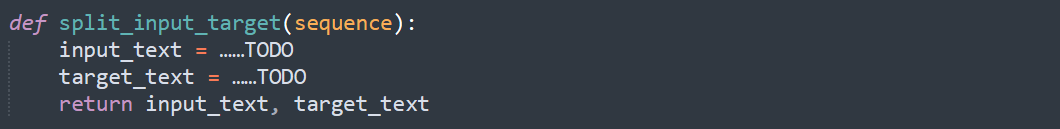 def split_input_target(sequence):
    input_text = ……TODO
    target_text = ……TODO
    return input_text, target_text